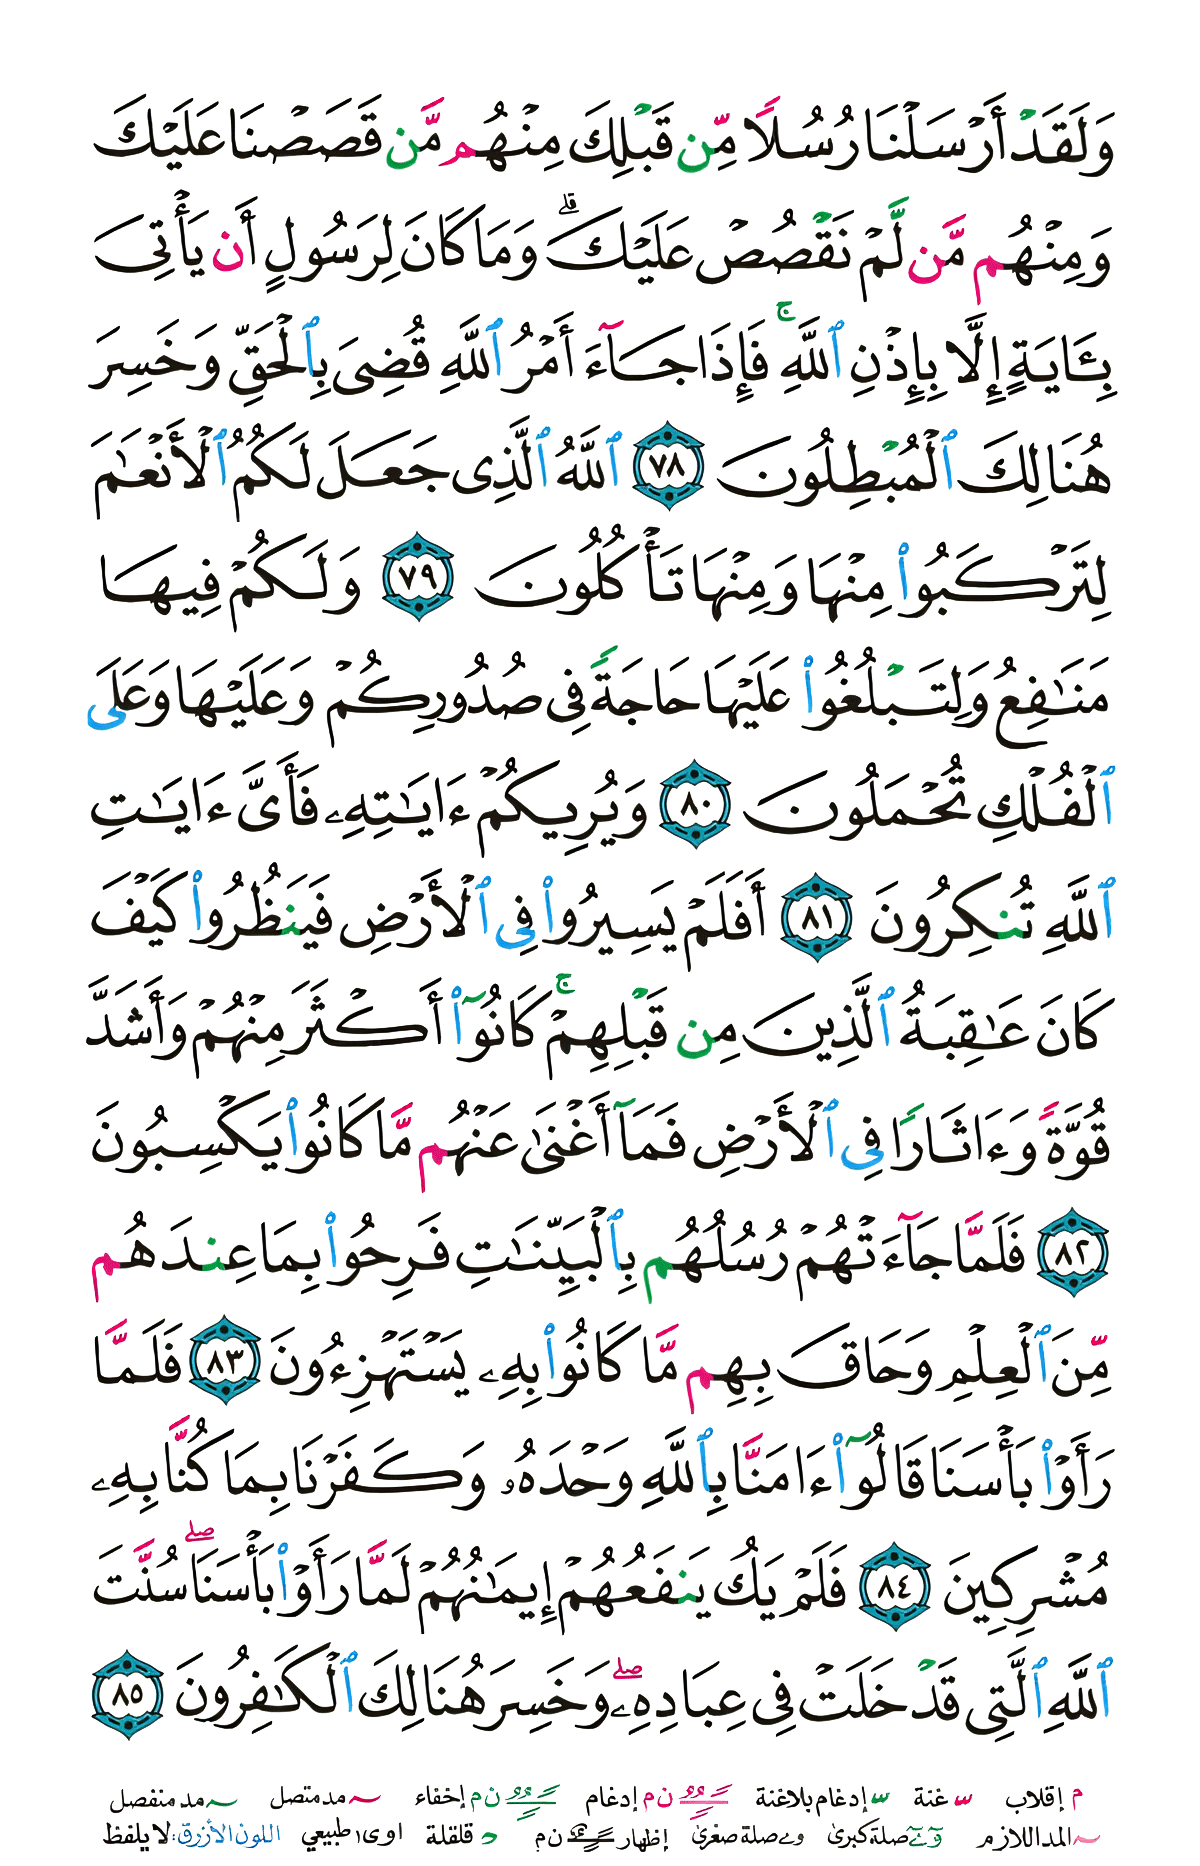 وَلَقَدۡ أَرۡسَلۡنَا رُسُلًا مِّن قَبۡلِكَ مِنۡهُم مَّن قَصَصۡنَا عَلَيۡكَ
وَمِنۡهُم مَّن لَّمۡ نَقۡصُصۡ عَلَيۡكَۗ وَمَا كَانَ لِرَسُولٍ أَن يَأۡتِيَ
بِـَٔايَةٍ إِلَّا بِإِذۡنِ ٱللَّهِۚ فَإِذَا جَآءَ أَمۡرُ ٱللَّهِ قُضِيَ بِٱلۡحَقِّ وَخَسِرَ
هُنَالِكَ ٱلۡمُبۡطِلُونَ ٧٨ ٱللَّهُ ٱلَّذِي جَعَلَ لَكُمُ ٱلۡأَنۡعَٰمَ
لِتَرۡكَبُواْ مِنۡهَا وَمِنۡهَا تَأۡكُلُونَ ٧٩ وَلَكُمۡ فِيهَا
مَنَٰفِعُ وَلِتَبۡلُغُواْ عَلَيۡهَا حَاجَةً فِي صُدُورِكُمۡ وَعَلَيۡهَا وَعَلَى
ٱلۡفُلۡكِ تُحۡمَلُونَ ٨٠ وَيُرِيكُمۡ ءَايَٰتِهِۦ فَأَيَّ ءَايَٰتِ
ٱللَّهِ تُنكِرُونَ ٨١ أَفَلَمۡ يَسِيرُواْ فِي ٱلۡأَرۡضِ فَيَنظُرُواْ كَيۡفَ
كَانَ عَٰقِبَةُ ٱلَّذِينَ مِن قَبۡلِهِمۡۚ كَانُوٓاْ أَكۡثَرَ مِنۡهُمۡ وَأَشَدَّ
قُوَّةً وَءَاثَارًا فِي ٱلۡأَرۡضِ فَمَآ أَغۡنَىٰ عَنۡهُم مَّا كَانُواْ يَكۡسِبُونَ
٨٢ فَلَمَّا جَآءَتۡهُمۡ رُسُلُهُم بِٱلۡبَيِّنَٰتِ فَرِحُواْ بِمَا عِندَهُم
مِّنَ ٱلۡعِلۡمِ وَحَاقَ بِهِم مَّا كَانُواْ بِهِۦ يَسۡتَهۡزِءُونَ ٨٣ فَلَمَّا
رَأَوۡاْ بَأۡسَنَا قَالُوٓاْ ءَامَنَّا بِٱللَّهِ وَحۡدَهُۥ وَكَفَرۡنَا بِمَا كُنَّا بِهِۦ
مُشۡرِكِينَ ٨٤ فَلَمۡ يَكُ يَنفَعُهُمۡ إِيمَٰنُهُمۡ لَمَّا رَأَوۡاْ بَأۡسَنَاۖ سُنَّتَ
ٱللَّهِ ٱلَّتِي قَدۡ خَلَتۡ فِي عِبَادِهِۦۖ وَخَسِرَ هُنَالِكَ ٱلۡكَٰفِرُونَ ٨٥
م إقلاب غنة إدغام بلاغنة ن م إدغام ن م إخفاء مد متصل مد منفصل
المد اللازم صلة كبرى صلة صغرى إظهار ن م قلقلة اوى طبيعي اللون الأزرق: لا يلفظ